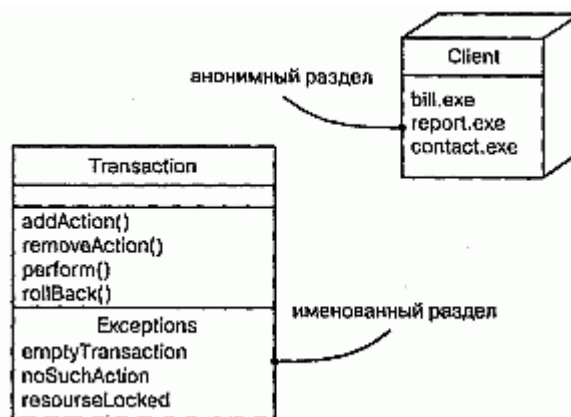 Client
анонимный раздел
bill.exe
report.exe
contact.exe
Transaction
addAction()
removeAction()
perform()
rollBack()
Exceptions
именованный раздел
emptyTransaction
noSuchAction
resourseLocked